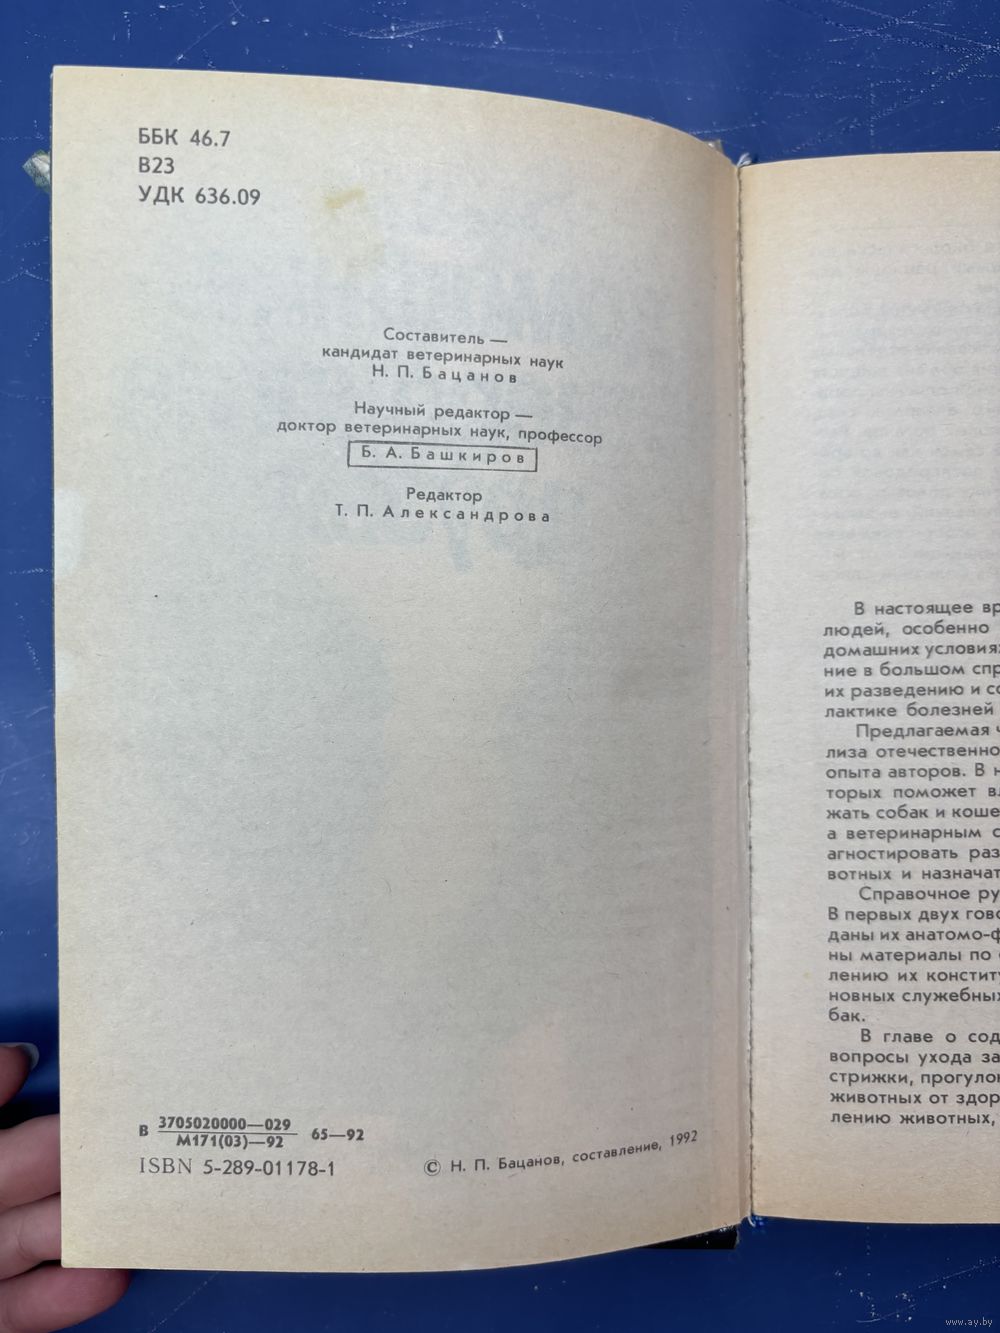 ББК 46.7
В23
УДК 636.09
Составитель —
кандидат ветеринарных наук
Н. П. Бацанов
Научный редактор —
доктор ветеринарных наук, профессор
Б. А. Башкиров
Редактор
Т. П. Александрова
В 3705020000—029
М171(03)—92 65—92
ISBN 5-289-01178-1
© Н. П. Бацанов, составление, 1992
В настоящее вр
людей, особенно
домашних условиях
ние в большом спр
их разведению и со
лактике болезней
Предлагаемая ч
лиза отечественно
опыта авторов. В н
торых поможет вл
жать собак и коше
а ветеринарным с
агностировать раз
вотных и назначат
Справочное ру
В первых двух гово
даны их анатомо-ф
ны материалы по
лению их конститу
новных служебных
бак.
В главе о сод
вопросы ухода за
стрижки, прогулок
животных от здор
лению животных,
www.ay.by